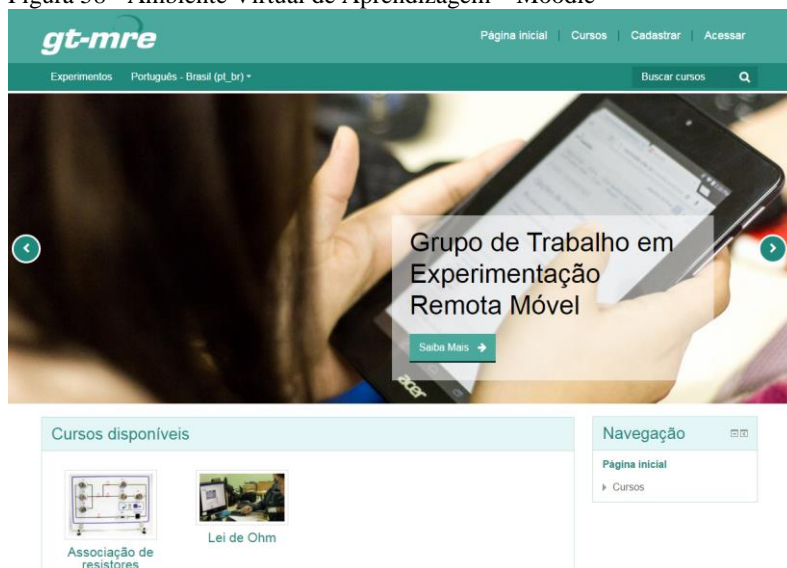 Figura 38 - Ambiente Virtual de Aprendizagem – Moodle
gt-mre
Página inicial | Cursos | Cadastrar | Acessar
Experimentos Português - Brasil (pt_br)
Buscar cursos
Grupo de Trabalho em
Experimentação
Remota Móvel
Saiba Mais
acer
Cursos disponíveis
Associação de
resistores
Lei de Ohm
Navegação
Página inicial
Cursos